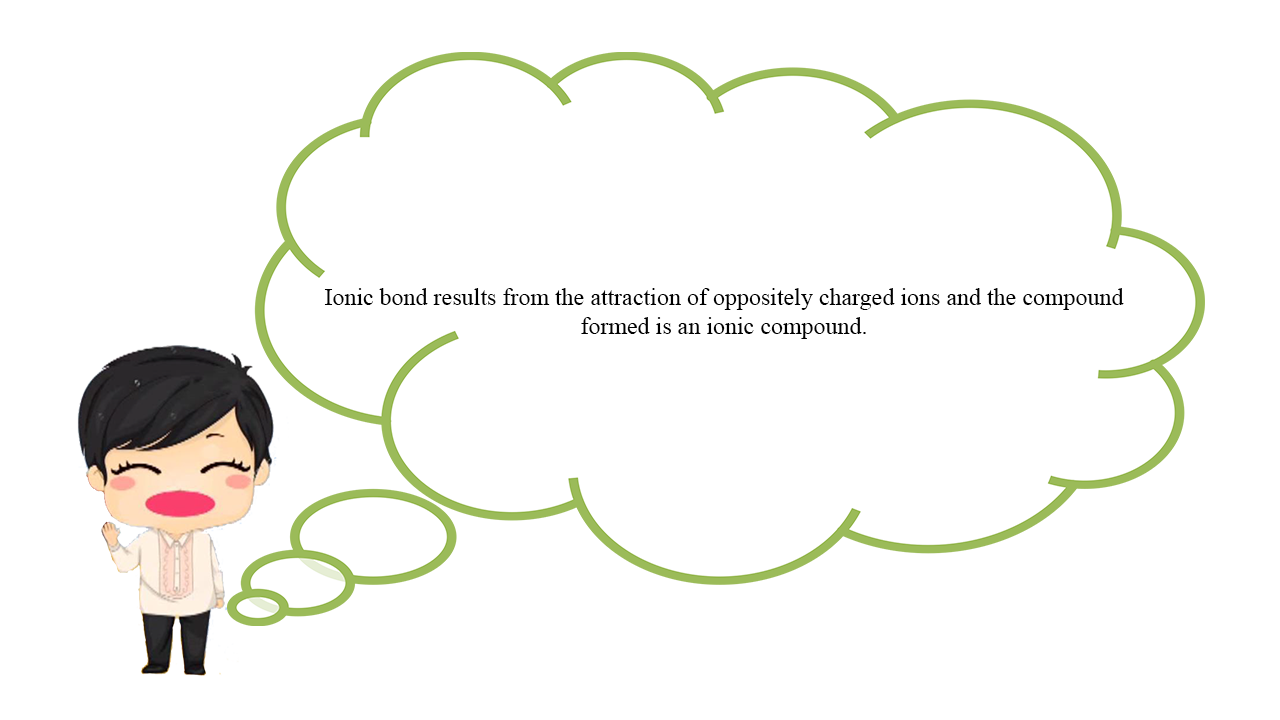 Ionic bond results from the attraction of oppositely charged ions and the compound
formed is an ionic compound.